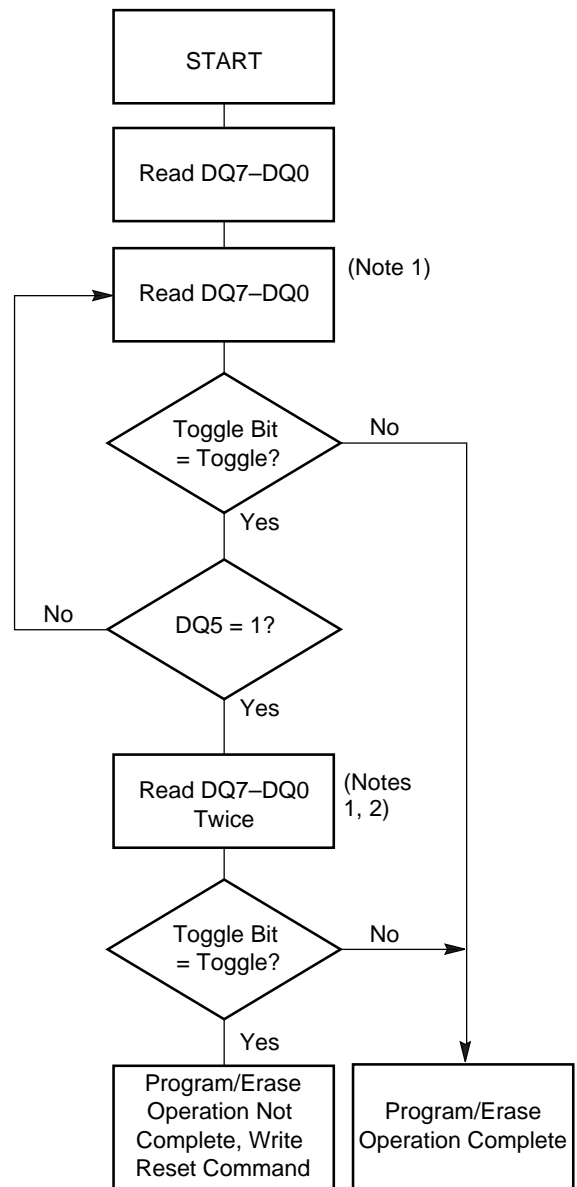 START
Read DQ7–DQ0
Read DQ7–DQ0
(Note 1)
Toggle Bit
= Toggle?
No
Yes
No
DQ5 = 1?
Yes
Read DQ7–DQ0
Twice
(Notes
1, 2)
Toggle Bit
= Toggle?
No
Yes
Program/Erase
Operation Not
Complete, Write
Reset Command
Program/Erase
Operation Complete